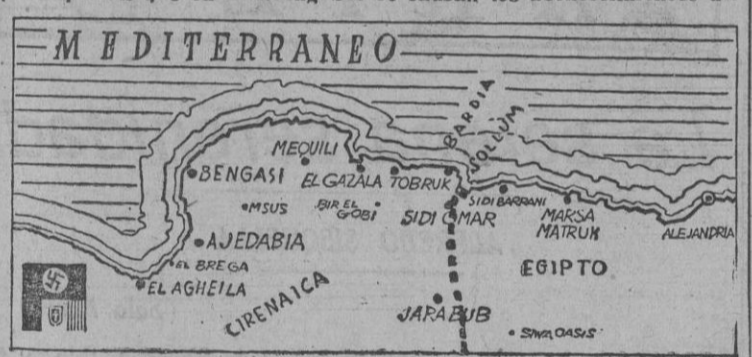 MEDITERRANEO
BARDIA
SOLLUM
MEQUILI
BENGASI
EL GAZALA
TOBRUK
MSUS
BIR EL
GOBI
SIDI OMAR
SIDI BARRANI
MARSA
MATRUK
ALEJANDRIA
AJEDABIA
EL BREGA
EL AGHEILA
CIRENAICA
EGIPTO
JARABUB
SIWA OASIS